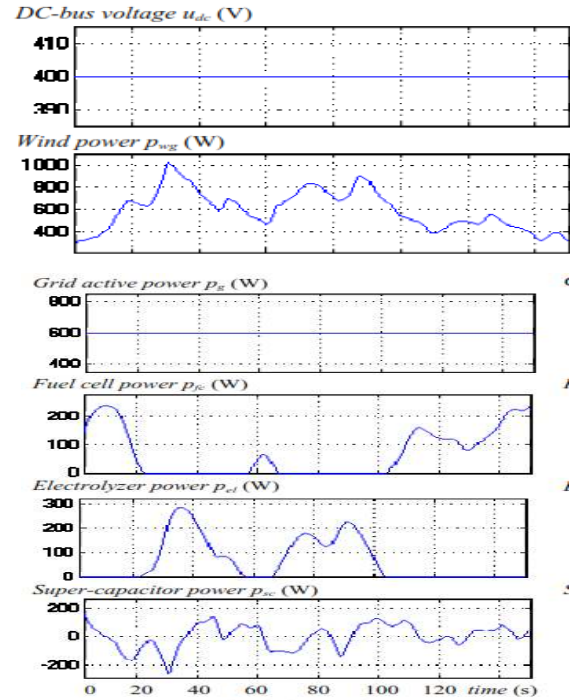 DC-bus voltage u_dc (V)
410
400
390
Wind power p_wg (W)
1000
800
600
400
Grid active power p_g (W)
800
600
400
Fuel cell power p_fc (W)
200
100
0
Electrolyzer power p_el (W)
300
200
100
0
Super-capacitor power p_sc (W)
200
0
-200
0 20 40 60 80 100 120 time (s)